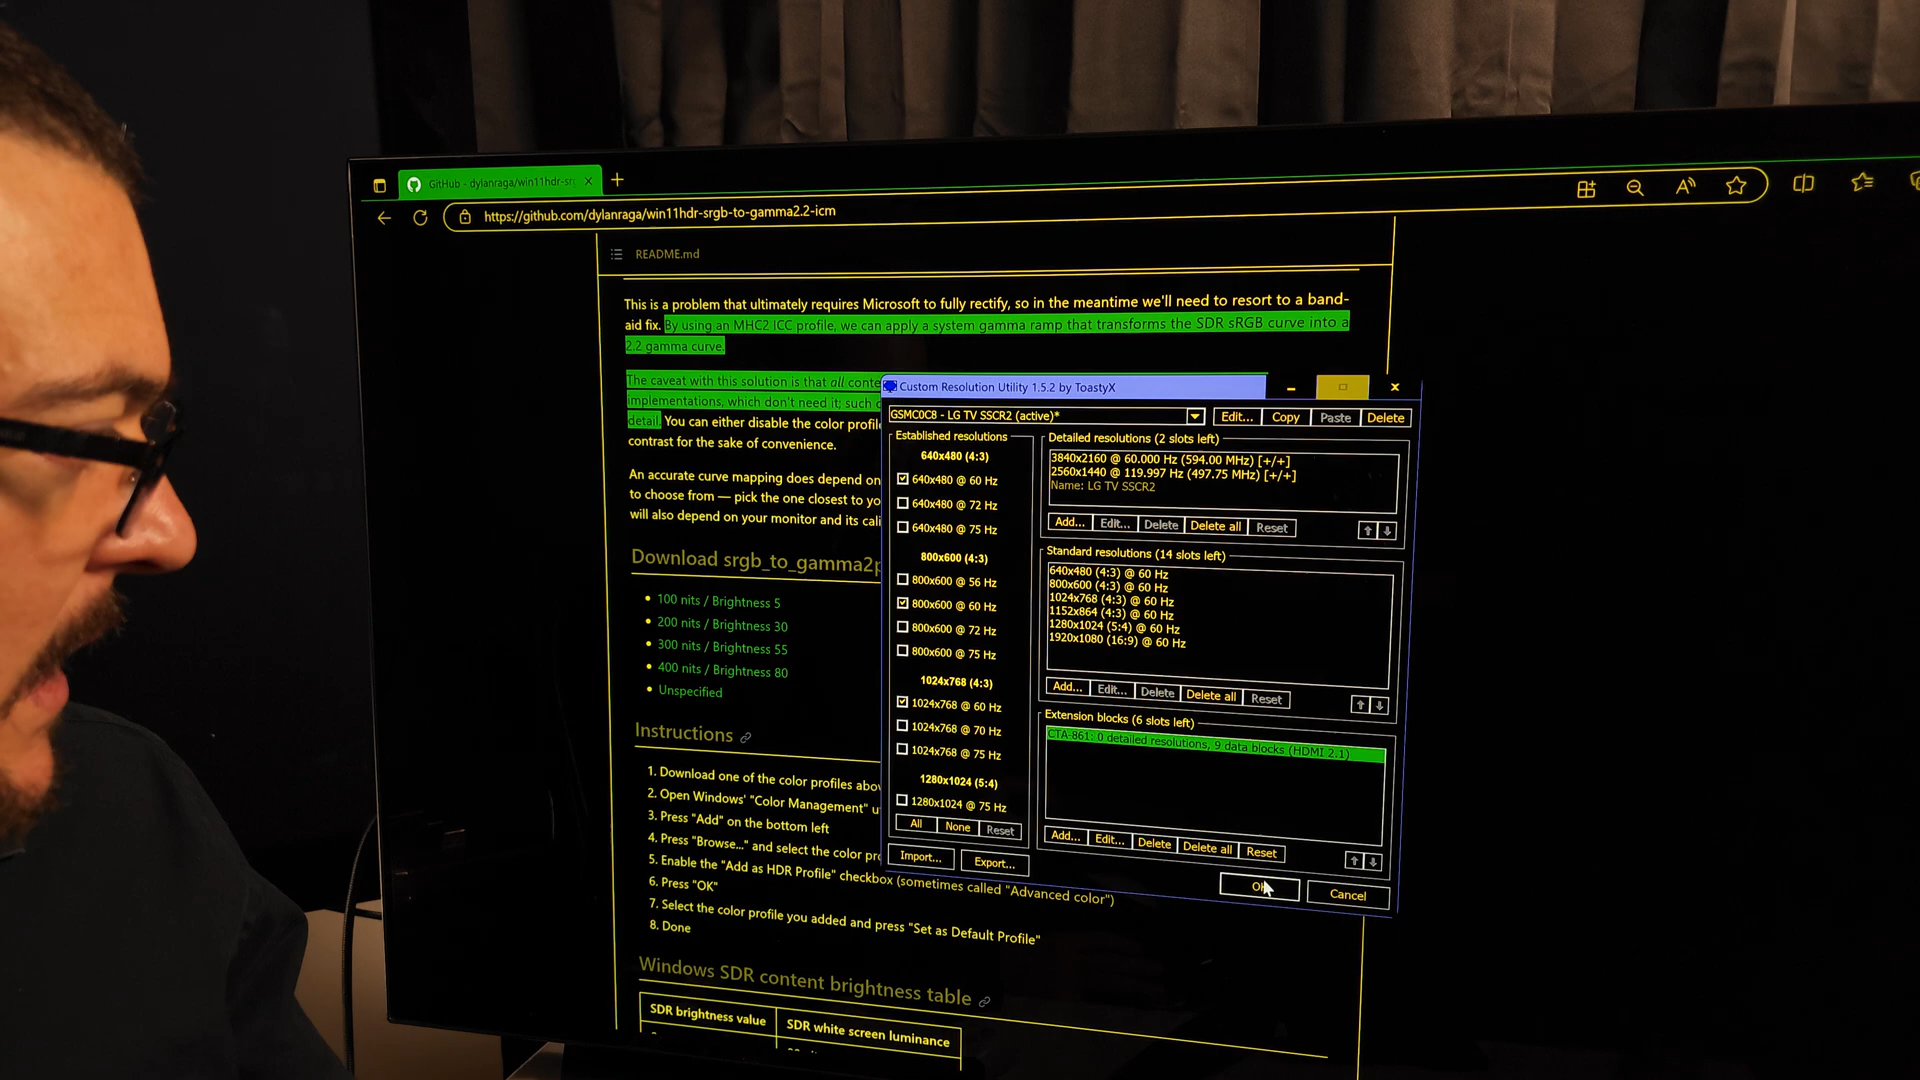 GitHub - dylanraga/win11hdr-sr
https://github.com/dylanraga/win11hdr-srgb-to-gamma2.2-icm
README.md
This is a problem that ultimately requires Microsoft to fully rectify, so in the meantime we'll need to resort to a band-
aid fix. By using an MHC2 ICC profile, we can apply a system gamma ramp that transforms the SDR sRGB curve into a
2.2 gamma curve.
The caveat with this solution is that all conte
implementations, which don't need it; such
detail. You can either disable the color profil
contrast for the sake of convenience.
An accurate curve mapping does depend on
to choose from — pick the one closest to yo
will also depend on your monitor and its cali
Download srgb_to_gamma2p
100 nits / Brightness 5
200 nits / Brightness 30
300 nits / Brightness 55
400 nits / Brightness 80
Unspecified
Instructions
1. Download one of the color profiles abov
2. Open Windows' "Color Management" u
3. Press "Add" on the bottom left
4. Press "Browse..." and select the color pr
5. Enable the "Add as HDR Profile" checkbox (sometimes called "Advanced color")
6. Press "OK"
7. Select the color profile you added and press "Set as Default Profile"
8. Done
Windows SDR content brightness table
SDR brightness value
SDR white screen luminance
Custom Resolution Utility 1.5.2 by ToastyX
GSMC0C8 - LG TV SSCR2 (active)*
Edit... Copy Paste Delete
Established resolutions
640x480 (4:3)
640x480 @ 60 Hz
640x480 @ 72 Hz
640x480 @ 75 Hz
800x600 (4:3)
800x600 @ 56 Hz
800x600 @ 60 Hz
800x600 @ 72 Hz
800x600 @ 75 Hz
1024x768 (4:3)
1024x768 @ 60 Hz
1024x768 @ 70 Hz
1024x768 @ 75 Hz
1280x1024 (5:4)
1280x1024 @ 75 Hz
All None Reset
Import... Export...
Detailed resolutions (2 slots left)
3840x2160 @ 60.000 Hz (594.00 MHz) [+/+]
2560x1440 @ 119.997 Hz (497.75 MHz) [+/+]
Name: LG TV SSCR2
Add... Edit... Delete Delete all Reset
Standard resolutions (14 slots left)
640x480 (4:3) @ 60 Hz
800x600 (4:3) @ 60 Hz
1024x768 (4:3) @ 60 Hz
1152x864 (4:3) @ 60 Hz
1280x1024 (5:4) @ 60 Hz
1920x1080 (16:9) @ 60 Hz
Add... Edit... Delete Delete all Reset
Extension blocks (6 slots left)
CTA-861: 0 detailed resolutions, 9 data blocks (HDMI 2.1)
Add... Edit... Delete Delete all Reset
OK Cancel